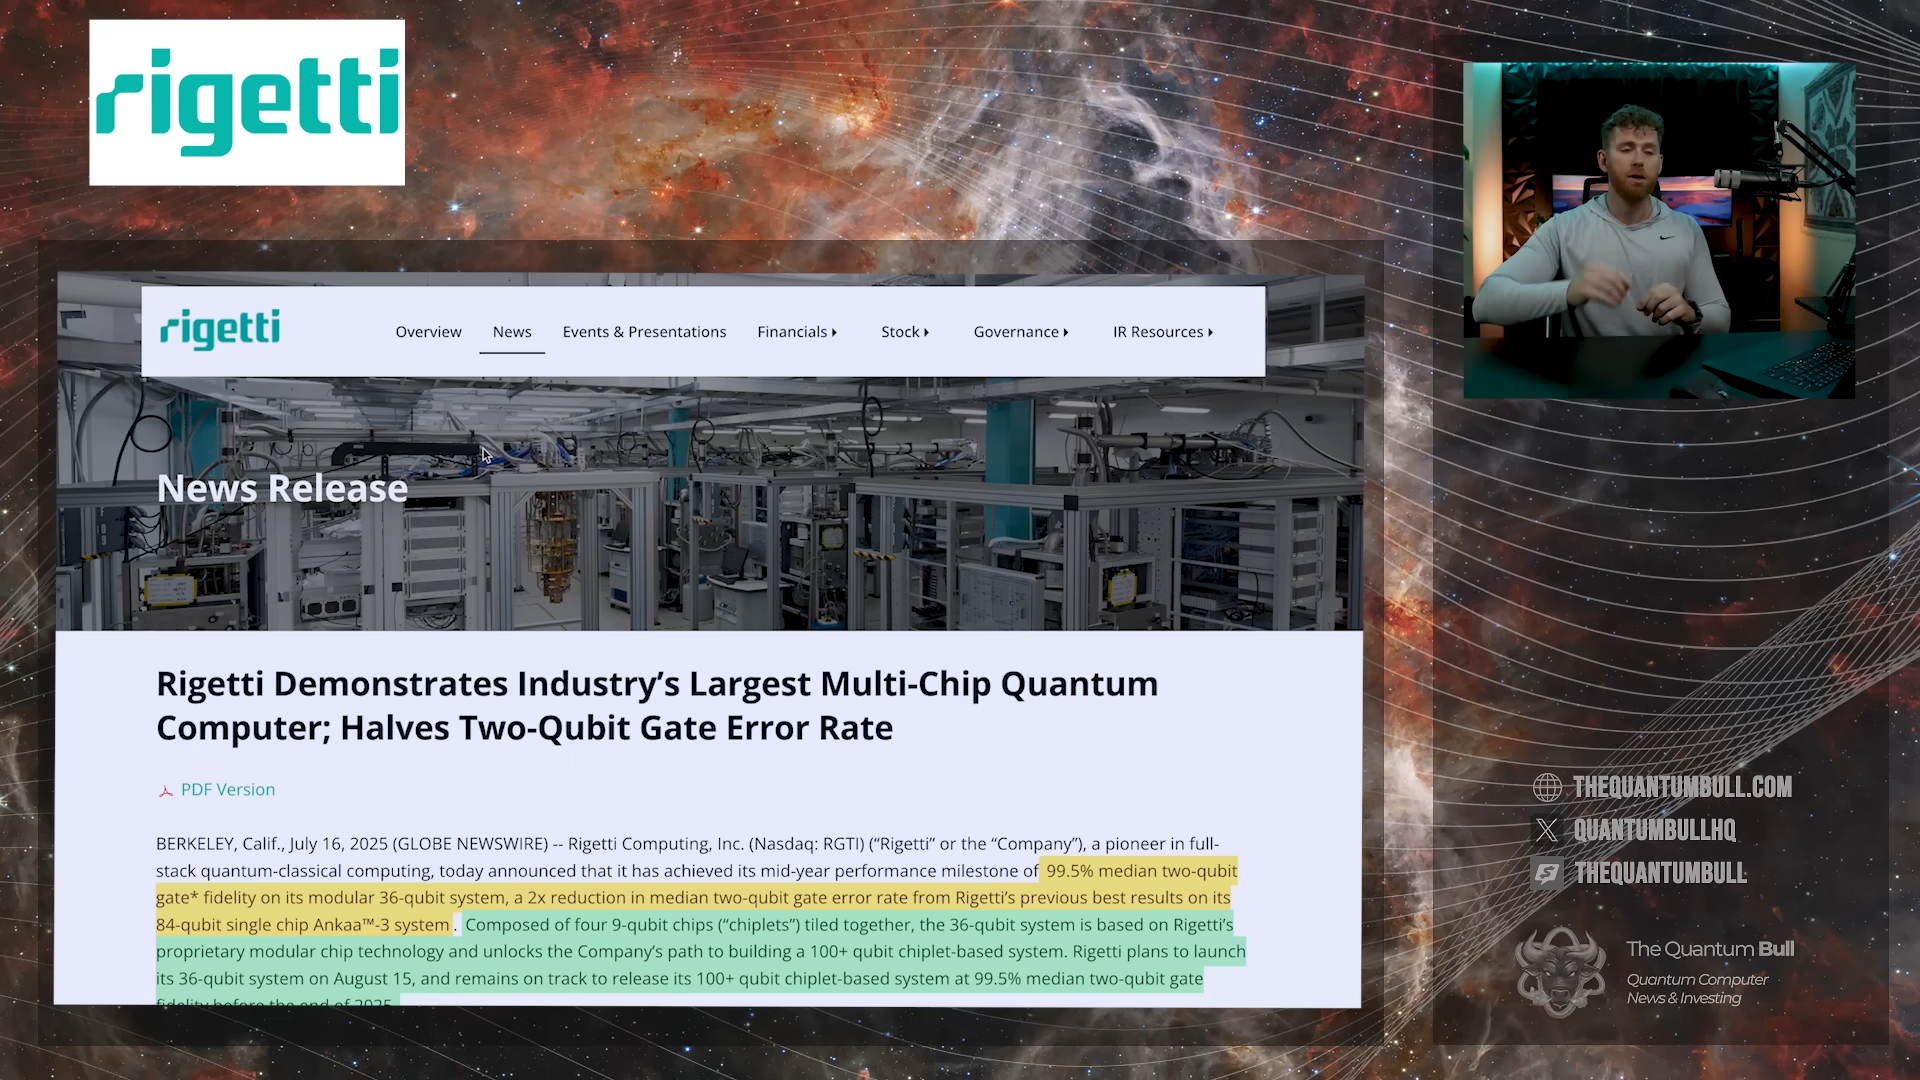 rigetti
rigetti
Overview News Events & Presentations Financials Stock Governance IR Resources
News Release
Rigetti Demonstrates Industry’s Largest Multi-Chip Quantum
Computer; Halves Two-Qubit Gate Error Rate
PDF Version
BERKELEY, Calif., July 16, 2025 (GLOBE NEWSWIRE) -- Rigetti Computing, Inc. (Nasdaq: RGTI) (“Rigetti” or the “Company”), a pioneer in full-
stack quantum-classical computing, today announced that it has achieved its mid-year performance milestone of 99.5% median two-qubit
gate* fidelity on its modular 36-qubit system, a 2x reduction in median two-qubit gate error rate from Rigetti’s previous best results on its
84-qubit single chip Ankaa™-3 system. Composed of four 9-qubit chips (“chiplets”) tiled together, the 36-qubit system is based on Rigetti’s
proprietary modular chip technology and unlocks the Company’s path to building a 100+ qubit chiplet-based system. Rigetti plans to launch
its 36-qubit system on August 15, and remains on track to release its 100+ qubit chiplet-based system at 99.5% median two-qubit gate
fidelity before the end of 2025.
THEQUANTUMBULL.COM
QUANTUMBULLHQ
THEQUANTUMBULL
The Quantum Bull
Quantum Computer
News & Investing